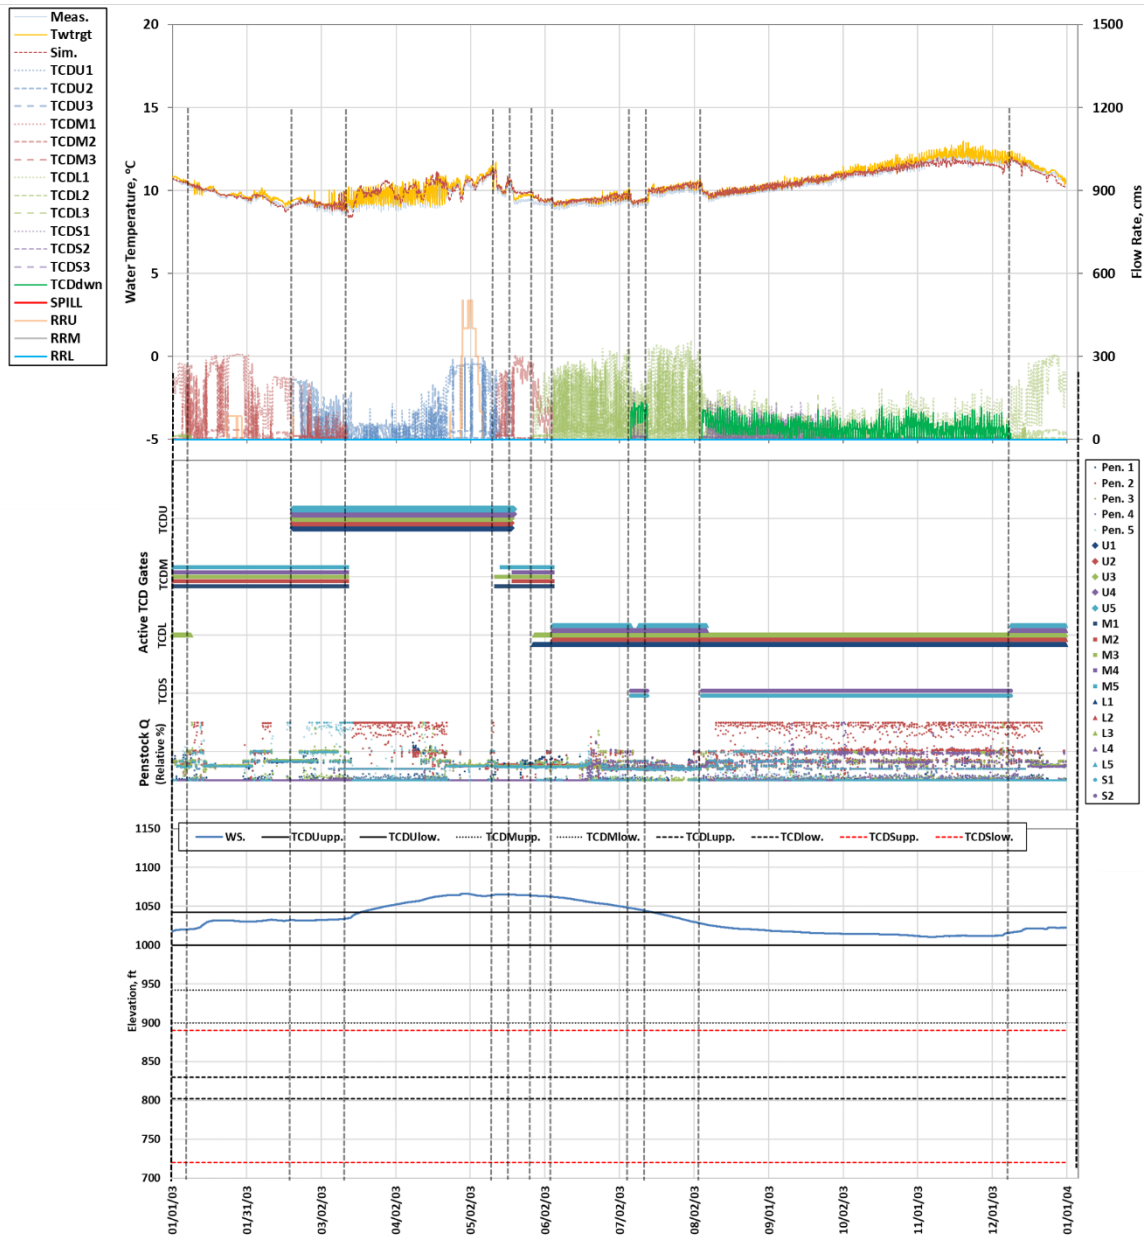 Meas.
Twtrgt
Sim.
TCDU1
TCDU2
TCDU3
TCDM1
TCDM2
TCDM3
TCDL1
TCDL2
TCDL3
TCDS1
TCDS2
TCDS3
TCDdwn
SPILL
RRU
RRM
RRL
Water Temperature, °C
20
15
10
5
0
-5
1500
1200
900
600
300
0
Flow Rate, cms
Active TCD Gates
TCDU
TCDM
TCDL
TCDS
Penstock Q
(Relative %)
Pen. 1
Pen. 2
Pen. 3
Pen. 4
Pen. 5
U1
U2
U3
U4
U5
M1
M2
M3
M4
M5
L1
L2
L3
L4
L5
S1
S2
WS.
TCDUupp.
TCDUlow.
TCDMupp.
TCDMlow.
TCDLupp.
TCDlow.
TCDSupp.
TCDSlow.
Elevation, ft
1150
1100
1050
1000
950
900
850
800
750
700
01/01/03
01/31/03
03/02/03
04/02/03
05/02/03
06/02/03
07/02/03
08/02/03
09/01/03
10/02/03
11/01/03
12/02/03
01/01/04